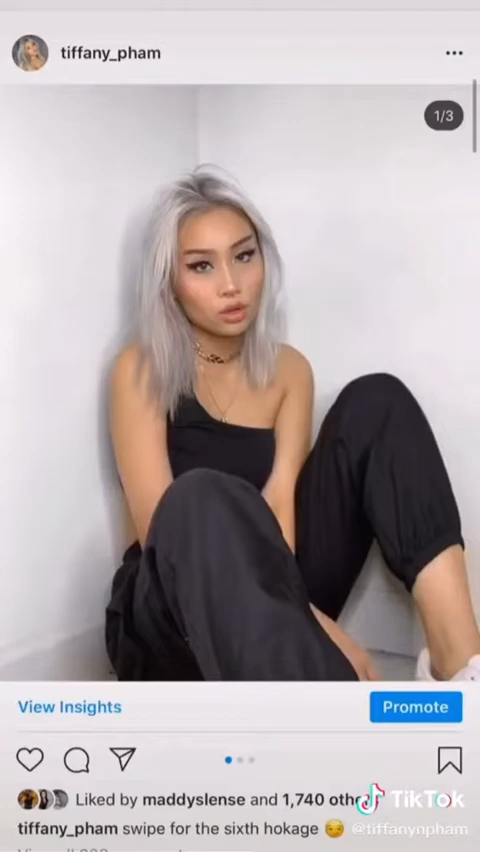 tiffany_pham
1/3
View Insights
Promote
Liked by maddyslense and 1,740
TikTok
tiffany_pham swipe for the sixth hokage 😏
@tiffanynpham